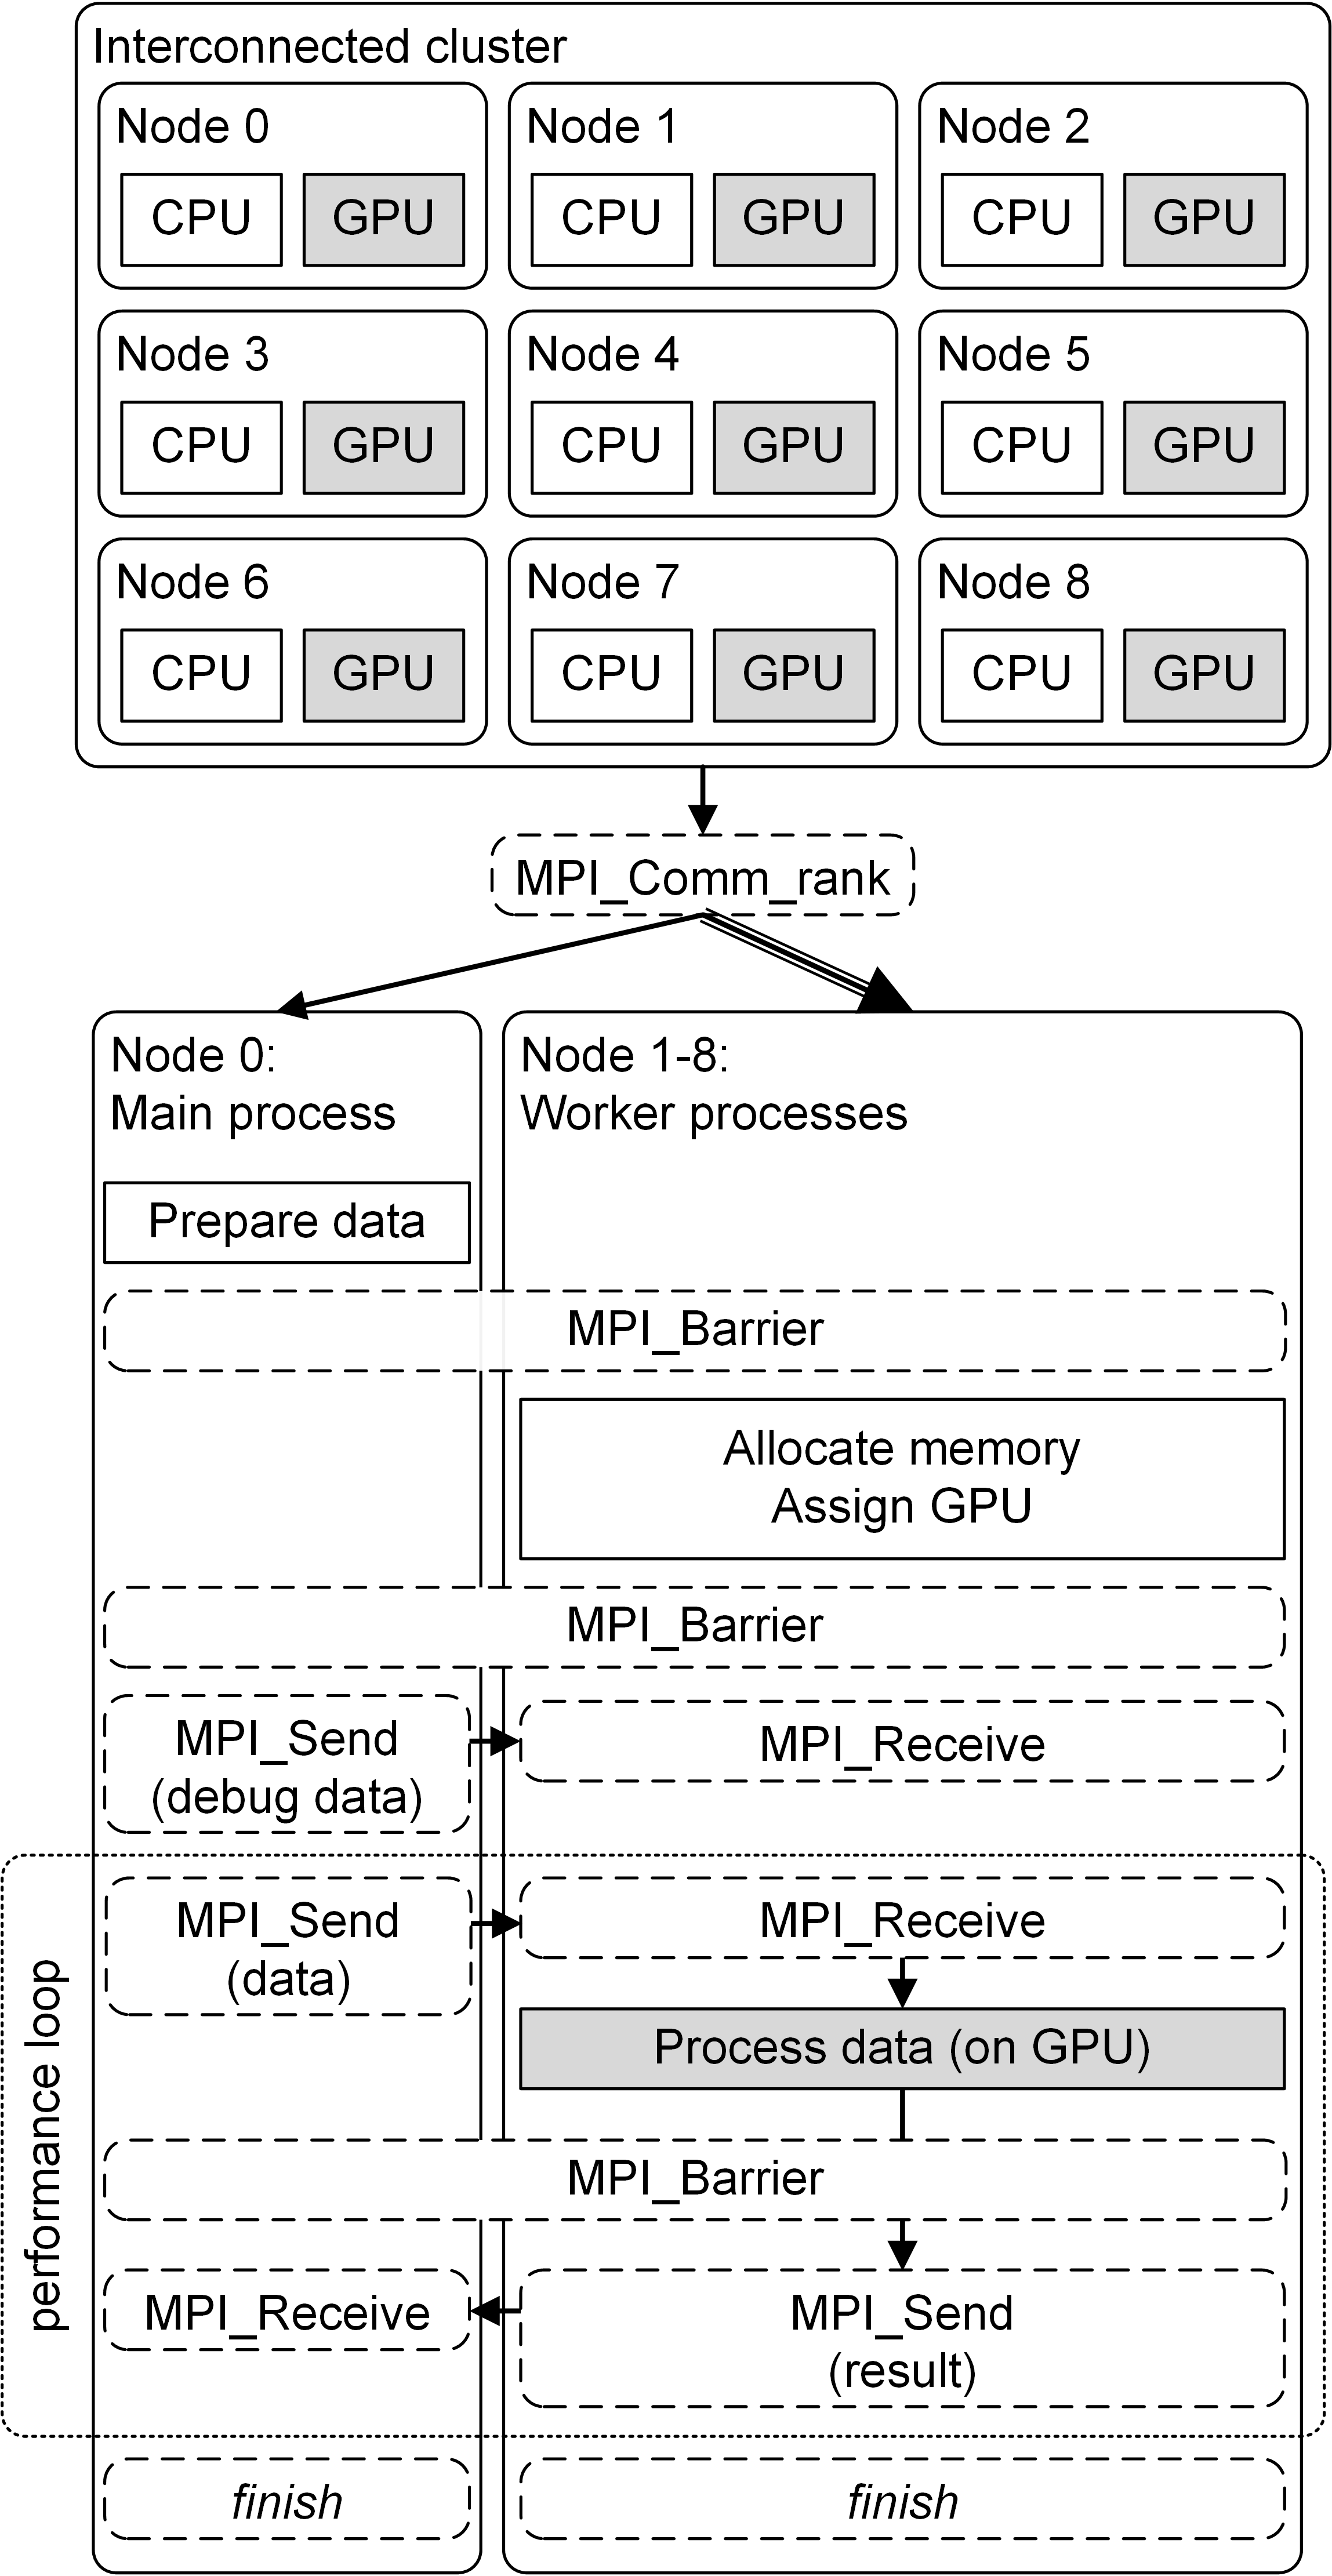 Interconnected cluster
Node 0
CPU
GPU
Node 1
CPU
GPU
Node 2
CPU
GPU
Node 3
CPU
GPU
Node 4
CPU
GPU
Node 5
CPU
GPU
Node 6
CPU
GPU
Node 7
CPU
GPU
Node 8
CPU
GPU
MPI_Comm_rank
Node 0:
Main process
Node 1-8:
Worker processes
Prepare data
MPI_Barrier
Allocate memory
Assign GPU
MPI_Barrier
MPI_Send
(debug data)
MPI_Receive
performance loop
MPI_Send
(data)
MPI_Receive
Process data (on GPU)
MPI_Barrier
MPI_Receive
MPI_Send
(result)
finish
finish